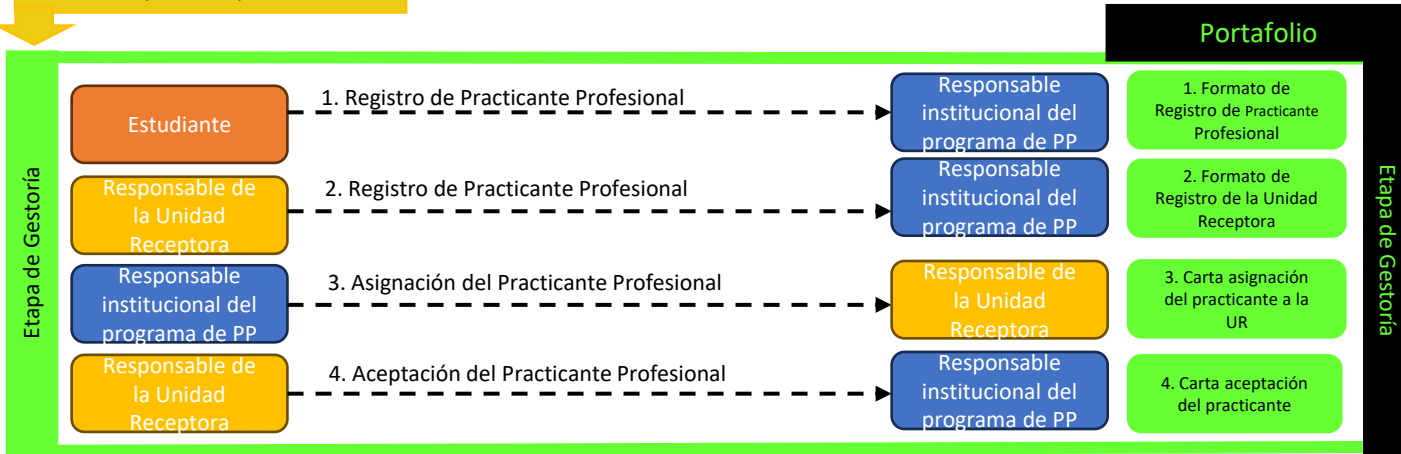 Portafolio
Etapa de Gestoría
Estudiante
1. Registro de Practicante Profesional
Responsable
institucional del
programa de PP
1. Formato de
Registro de Practicante
Profesional
Responsable de
la Unidad
Receptora
2. Registro de Practicante Profesional
Responsable
institucional del
programa de PP
2. Formato de
Registro de la Unidad
Receptora
Responsable
institucional del
programa de PP
3. Asignación del Practicante Profesional
Responsable de
la Unidad
Receptora
3. Carta asignación
del practicante a la
UR
Responsable de
la Unidad
Receptora
4. Aceptación del Practicante Profesional
Responsable
institucional del
programa de PP
4. Carta aceptación
del practicante
Etapa de Gestoría